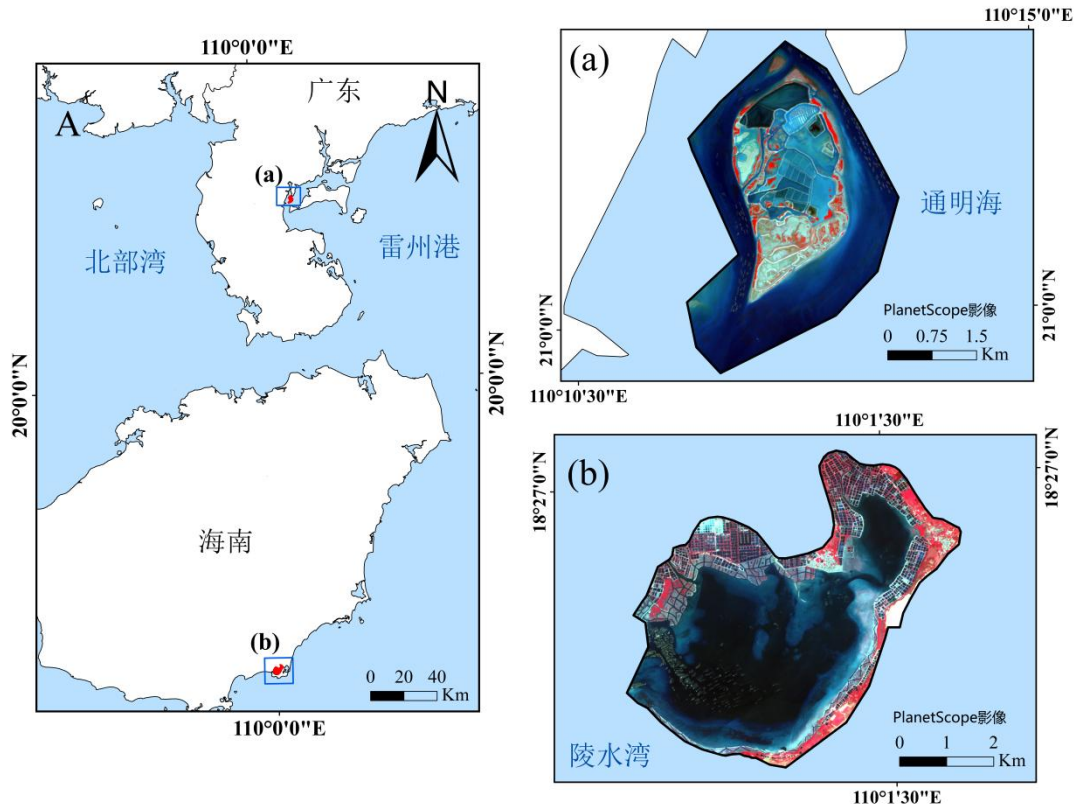 110°0'0"E
A
广东
N
(a)
北部湾
雷州港
20°0'0"N
20°0'0"N
海南
(b)
0 20 40
Km
110°0'0"E
110°15'0"E
(a)
通明海
PlanetScope影像
0 0.75 1.5
Km
21°0'0"N
21°0'0"N
110°10'30"E
110°1'30"E
(b)
18°27'0"N
18°27'0"N
PlanetScope影像
0 1 2
Km
陵水湾
110°1'30"E